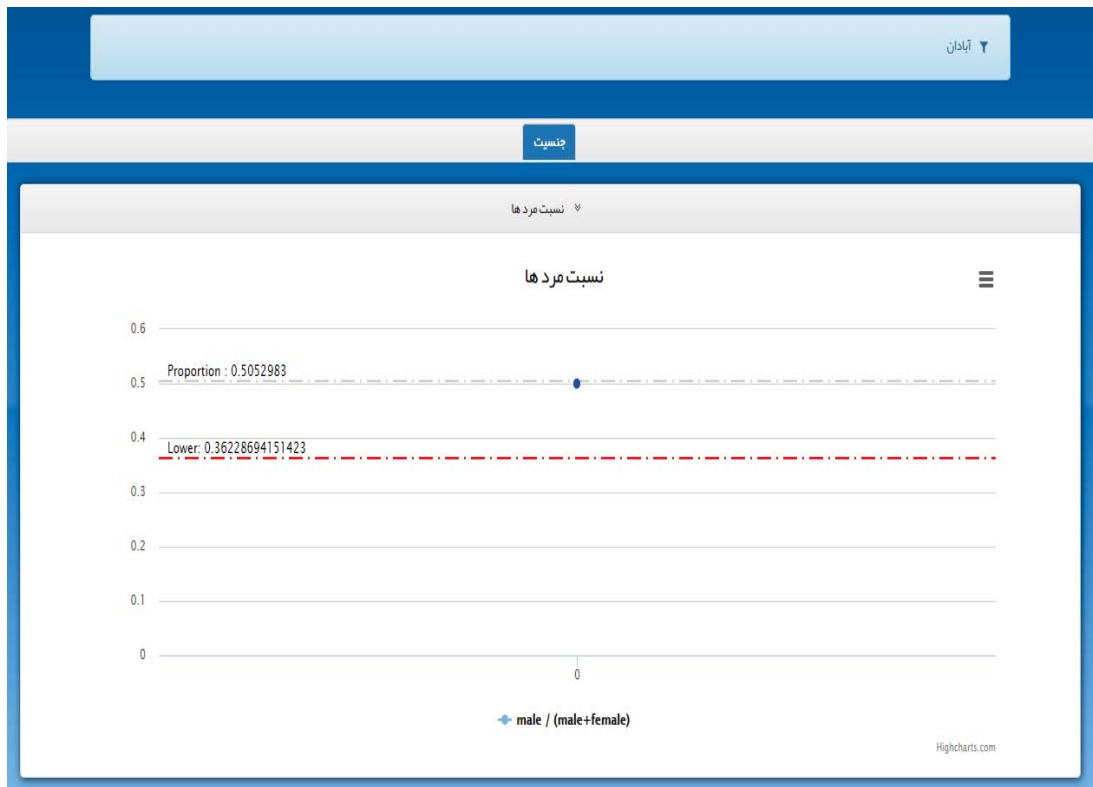 آبادان
جنسیت
نسبت مرد ها
نسبت مرد ها
0.6
Proportion : 0.5052983
0.5
0.4
Lower: 0.36228694151423
0.3
0.2
0.1
0
0
male / (male+female)
Highcharts.com